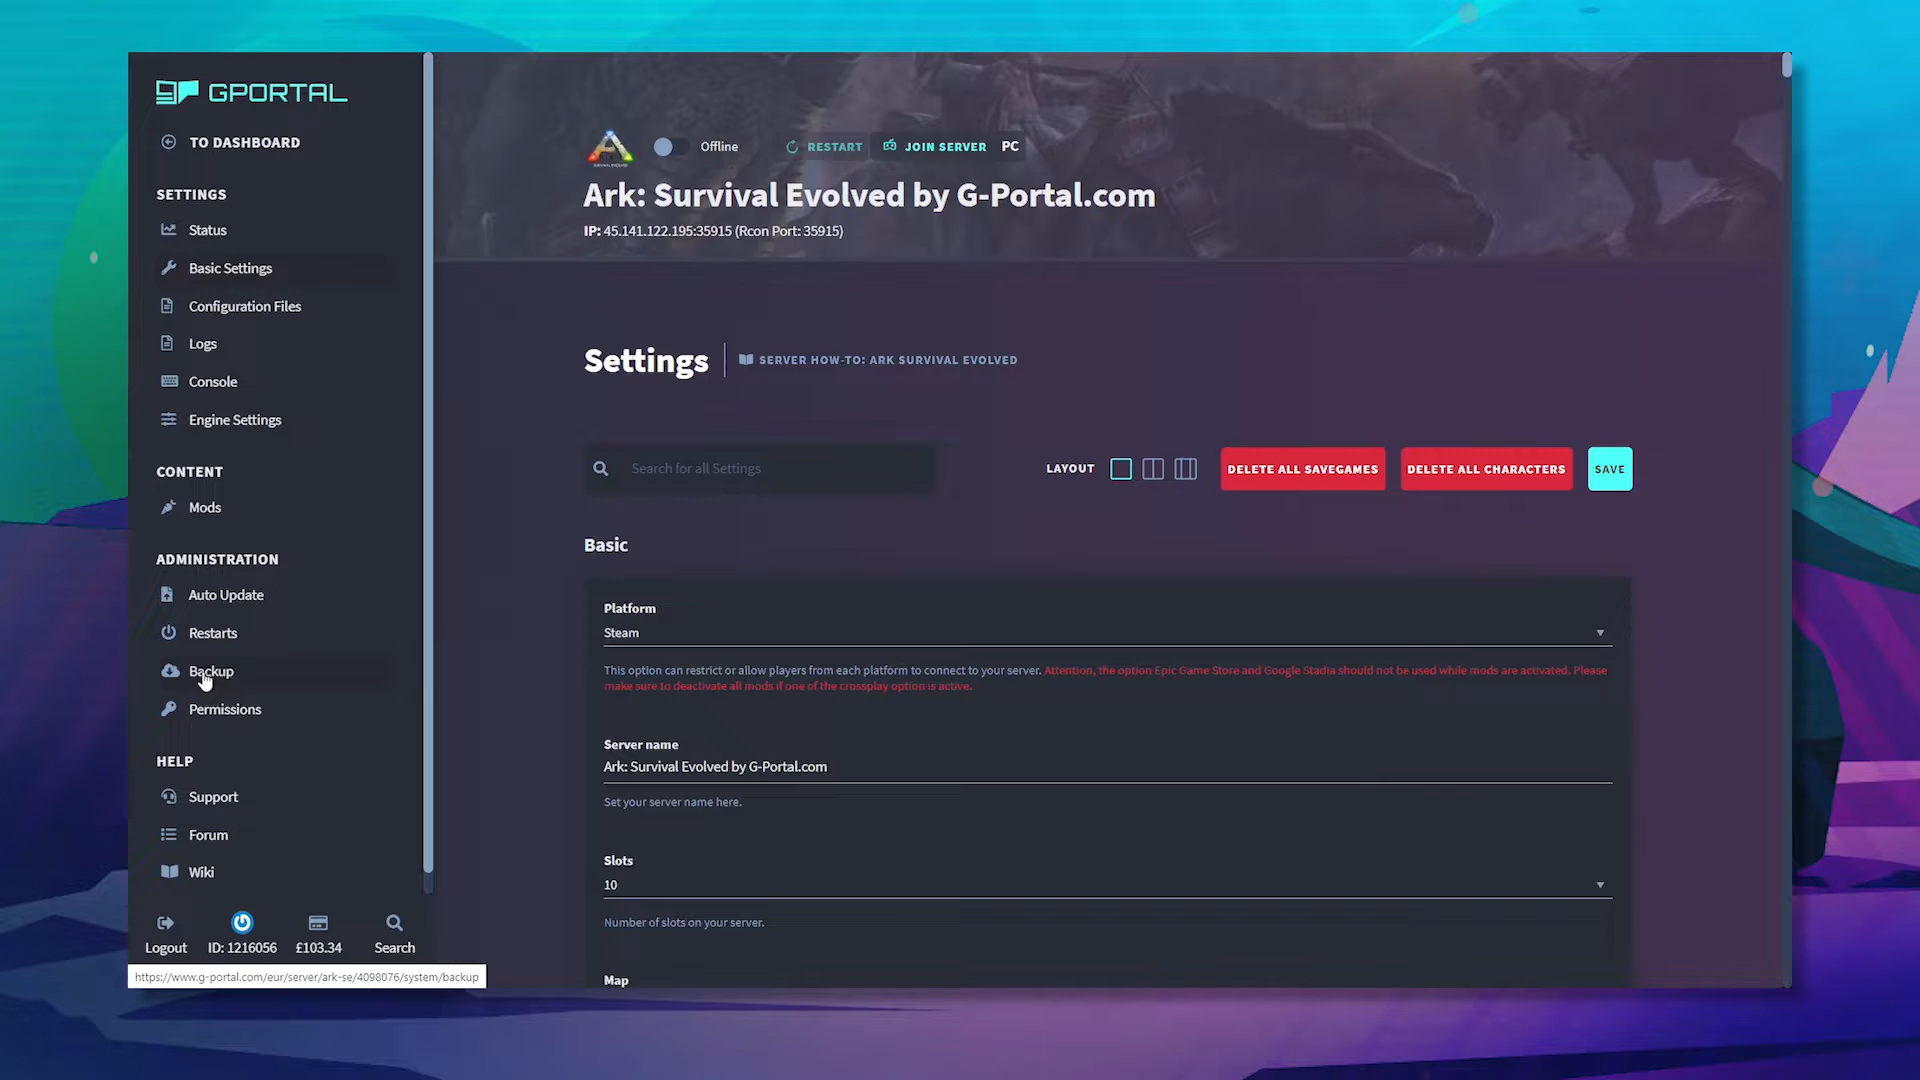 GPORTAL
TO DASHBOARD
SETTINGS
Status
Basic Settings
Configuration Files
Logs
Console
Engine Settings
CONTENT
Mods
ADMINISTRATION
Auto Update
Restarts
Backup
Permissions
HELP
Support
Forum
Wiki
Logout
ID: 1216056
£103.34
Search
https://www.g-portal.com/eur/server/ark-se/4098076/system/backup
Offline
RESTART
JOIN SERVER
PC
Ark: Survival Evolved by G-Portal.com
IP: 45.141.122.195:35915 (Rcon Port: 35915)
Settings
SERVER HOW-TO: ARK SURVIVAL EVOLVED
Search for all Settings
LAYOUT
DELETE ALL SAVEGAMES
DELETE ALL CHARACTERS
SAVE
Basic
Platform
Steam
This option can restrict or allow players from each platform to connect to your server. Attention, the option Epic Game Store and Google Stadia should not be used while mods are activated. Please
make sure to deactivate all mods if one of the crossplay option is active.
Server name
Ark: Survival Evolved by G-Portal.com
Set your server name here.
Slots
10
Number of slots on your server.
Map